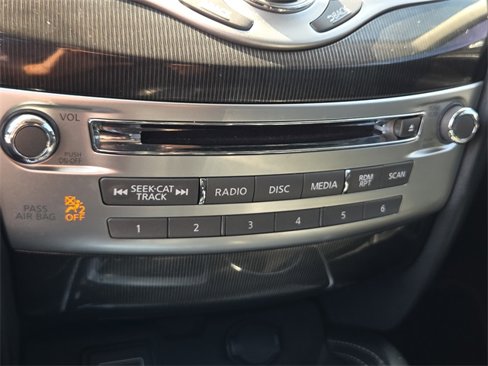 VOL
PUSH
ON·OFF
SEEK·CAT
TRACK
RADIO
DISC
MEDIA
RDM
RPT
SCAN
PASS
AIR BAG
2
OFF
1
2
3
4
5
6